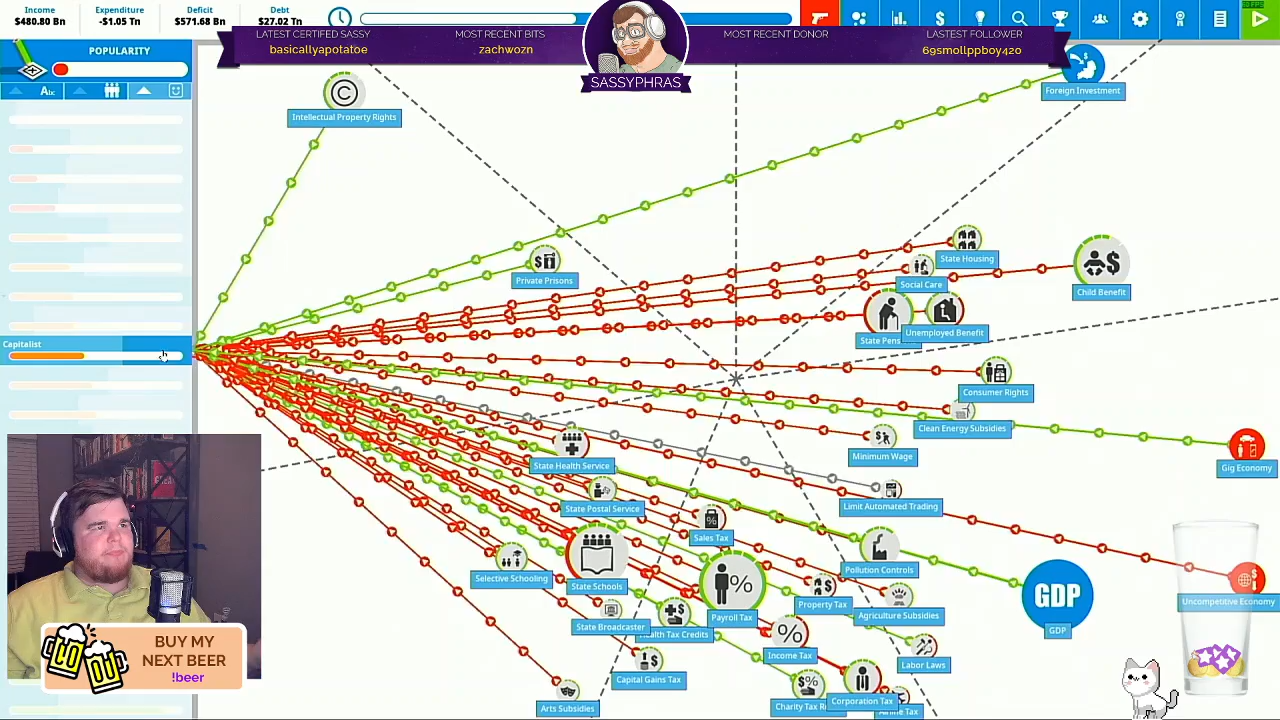 Income
$480.80 Bn
Expenditure
-$1.05 Tn
Deficit
$571.68 Bn
Debt
$27.02 Tn
LATEST CERTIFIED SASSY
basicallyapotatoe
MOST RECENT BITS
zachwozn
SASSYPHRAS
MOST RECENT DONOR
LASTEST FOLLOWER
69smollppboy420
POPULARITY
Capitalist
Intellectual Property Rights
Foreign Investment
Private Prisons
State Housing
Social Care
Child Benefit
State Pens
Unemployed Benefit
Consumer Rights
Clean Energy Subsidies
Minimum Wage
Gig Economy
State Health Service
State Postal Service
Limit Automated Trading
Sales Tax
Selective Schooling
State Schools
Pollution Controls
Uncompetitive Economy
Payroll Tax
Property Tax
Agriculture Subsidies
GDP
GDP
State Broadcaster
Health Tax Credits
Income Tax
Labor Laws
Capital Gains Tax
Charity Tax R
Corporation Tax
Airline Tax
Arts Subsidies
BUY MY
NEXT BEER
!beer